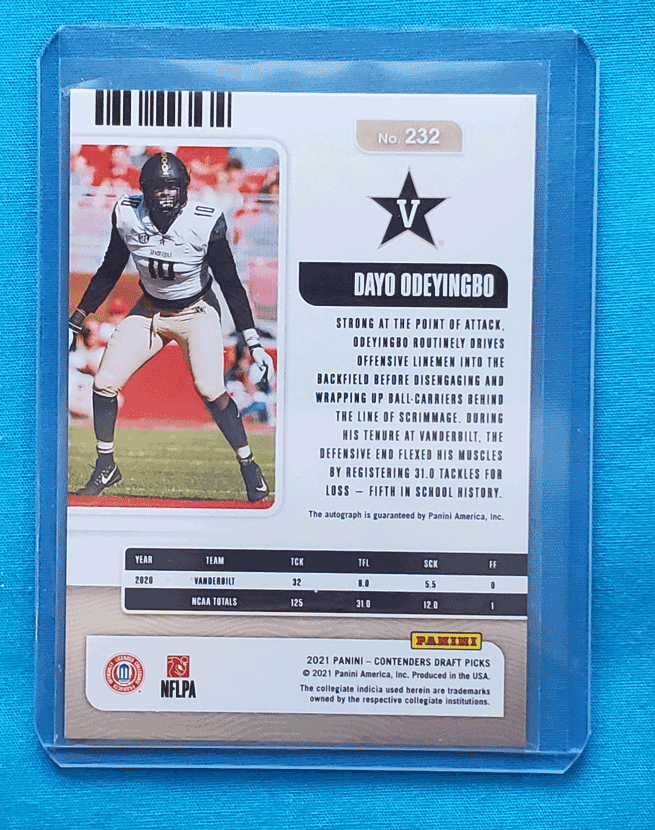 No. 232
V
DAYO ODEYINGBO
10
10
STRONG AT THE POINT OF ATTACK,
ODEYINGBO ROUTINELY DRIVES
OFFENSIVE LINEMEN INTO THE
BACKFIELD BEFORE DISENGAGING AND
WRAPPING UP BALL-CARRIERS BEHIND
THE LINE OF SCRIMMAGE. DURING
HIS TENURE AT VANDERBILT, THE
DEFENSIVE END FLEXED HIS MUSCLES
BY REGISTERING 31.0 TACKLES FOR
LOSS – FIFTH IN SCHOOL HISTORY.
The autograph is guaranteed by Panini America, Inc.
YEAR TEAM TCK TFL SCK FF
2020 VANDERBILT 32 8.0 5.5 0
NCAA TOTALS 125 31.0 12.0 1
PANINI
NFLPA
2021 PANINI – CONTENDERS DRAFT PICKS
© 2021 Panini America, Inc. Produced in the USA.
The collegiate indicia used herein are trademarks
owned by the respective collegiate institutions.